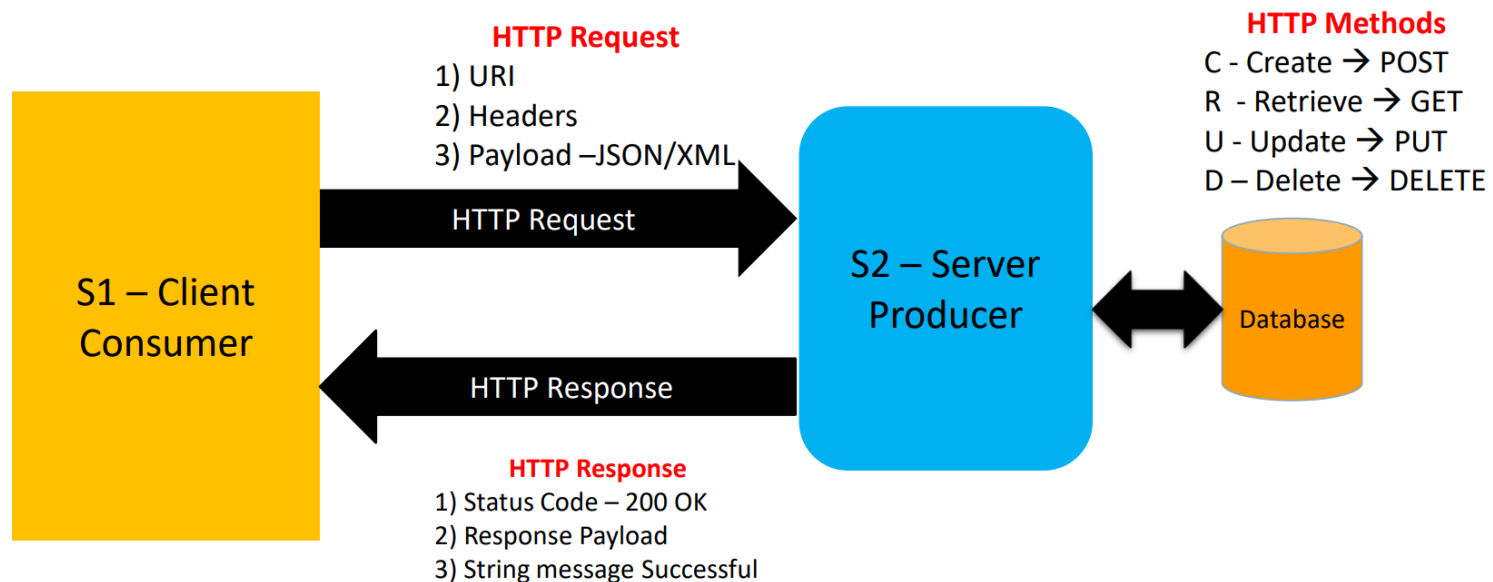 HTTP Request
1) URI
2) Headers
3) Payload –JSON/XML
HTTP Methods
C - Create → POST
R - Retrieve → GET
U - Update → PUT
D – Delete → DELETE
S1 – Client
Consumer
HTTP Request
HTTP Response
S2 – Server
Producer
Database
HTTP Response
1) Status Code – 200 OK
2) Response Payload
3) String message Successful